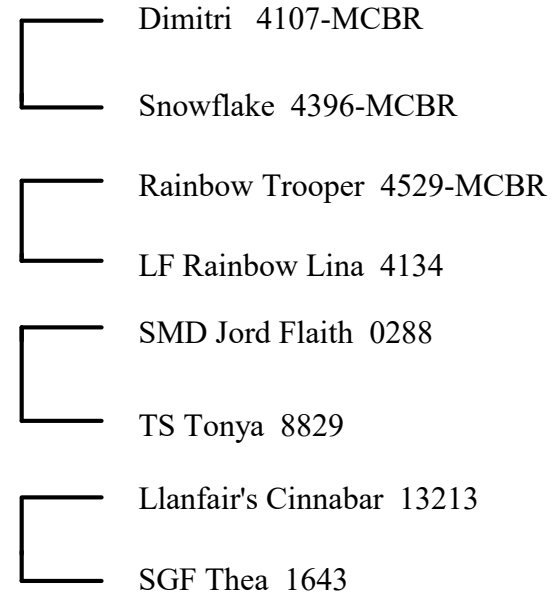 Dimitri 4107-MCBR
Snowflake 4396-MCBR
Rainbow Trooper 4529-MCBR
LF Rainbow Lina 4134
SMD Jord Flaith 0288
TS Tonya 8829
Llanfair's Cinnabar 13213
SGF Thea 1643